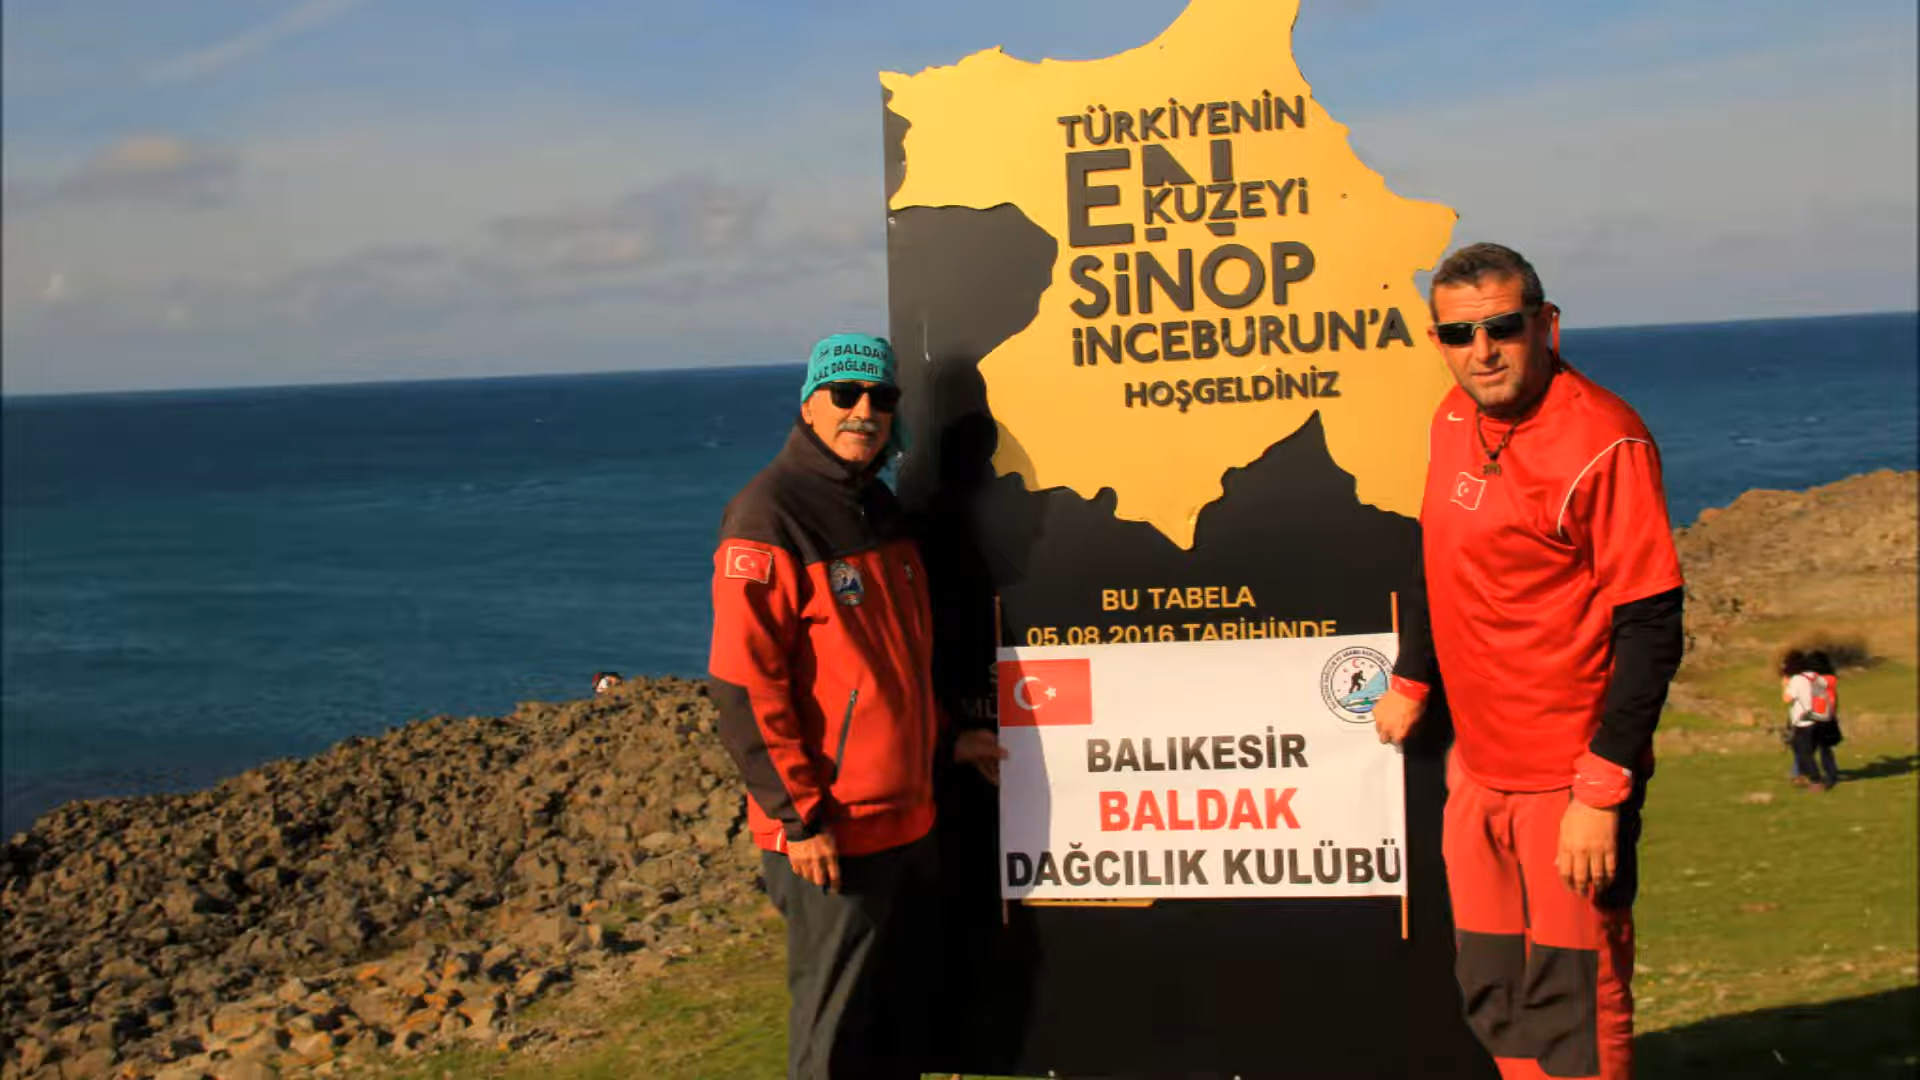 TÜRKİYENİN
EN
KUZEYİ
SİNOP
İNCEBURUN'A
HOŞGELDİNİZ
BALDAK
KAZ DAĞLARI
BU TABELA
05.08.2016 TARİHİNDE
BALIKESİR
BALDAK
DAĞCILIK KULÜBÜ